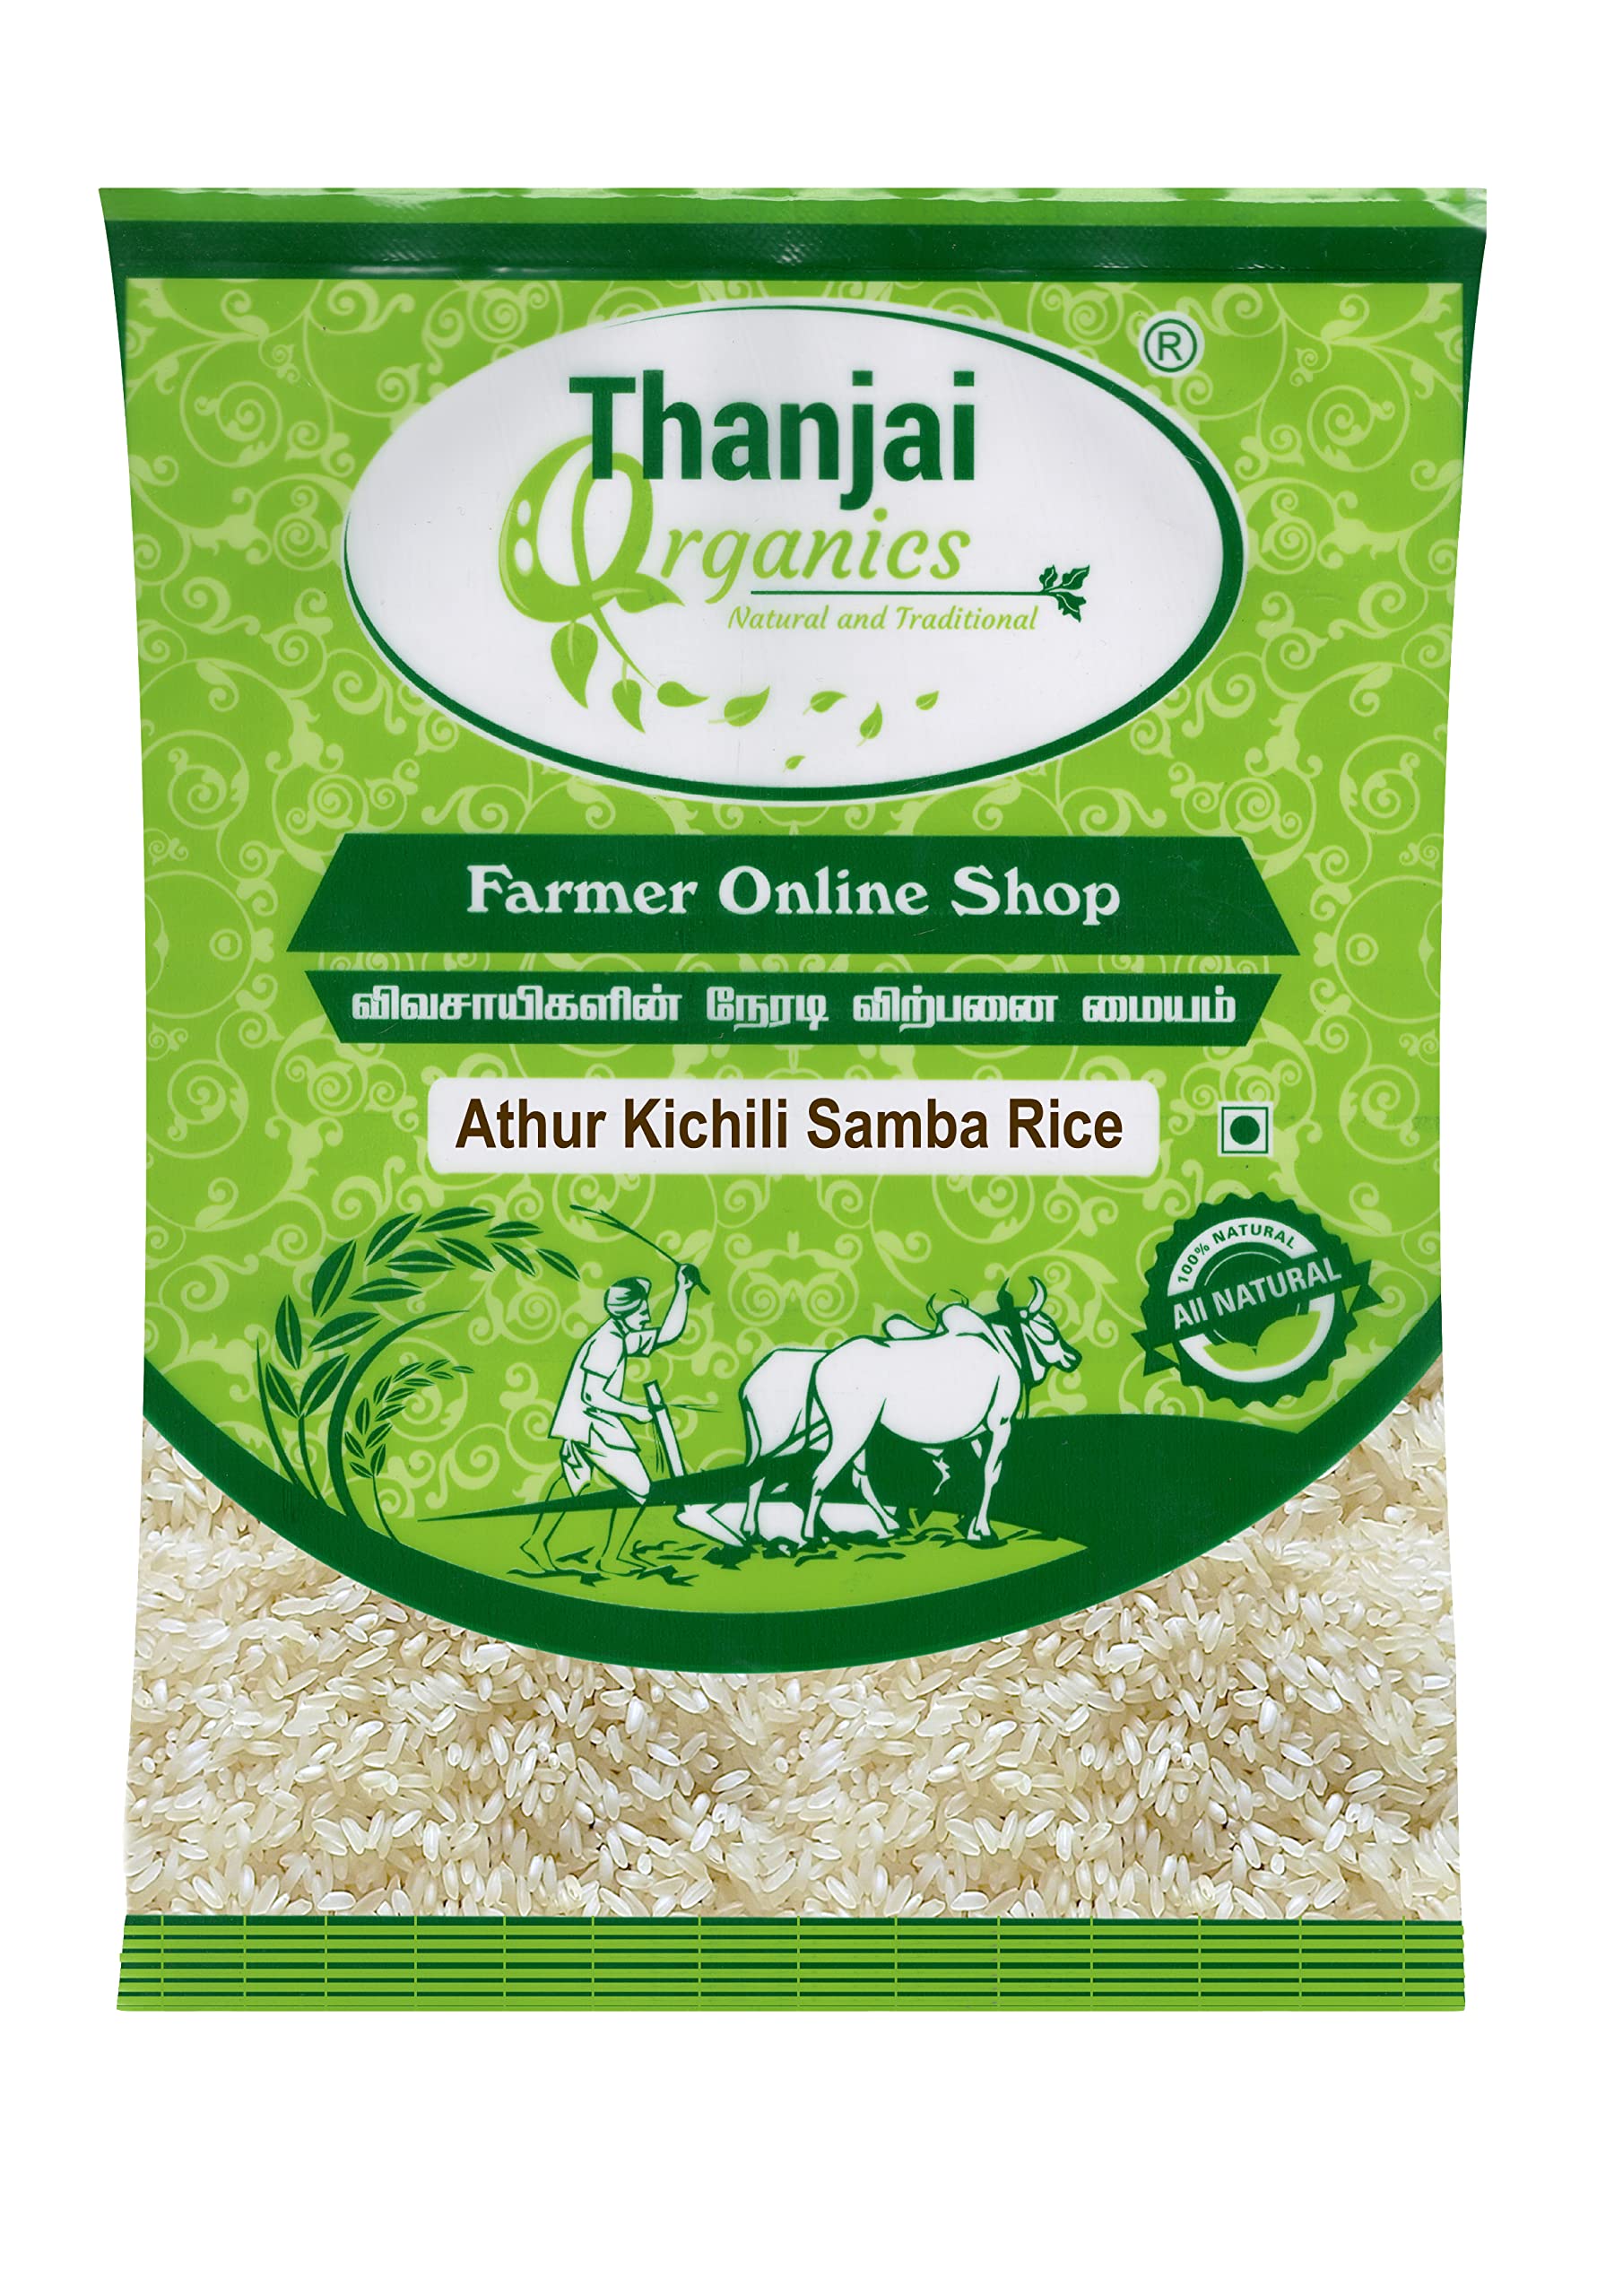 Thanjai
®
Organics
Natural and Traditional
Farmer Online Shop
விவசாயிகளின் நேரடி விற்பனை மையம்
Athur Kichili Samba Rice
100% NATURAL
All NATURAL